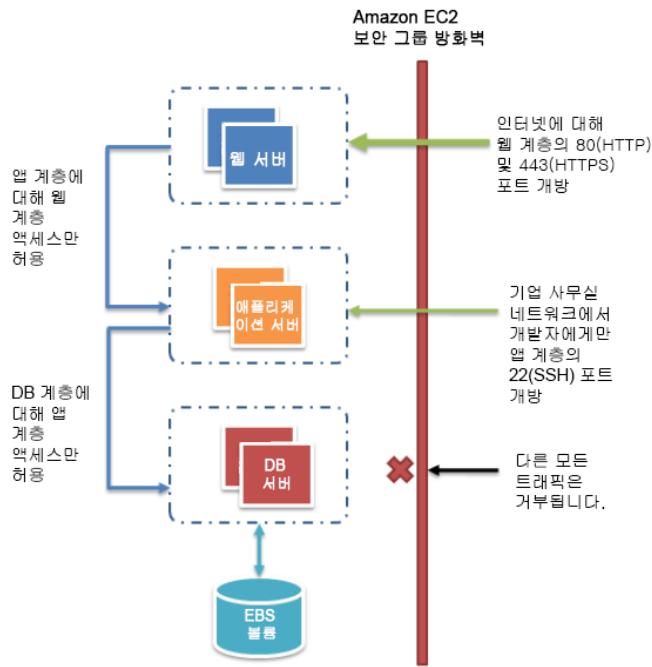 Amazon EC2
보안 그룹 방화벽
웹 서버
인터넷에 대해
웹 계층의 80(HTTP)
및 443(HTTPS)
포트 개방
앱 계층에
대해 웹
계층
액세스만
허용
애플리케
이션 서버
기업 사무실
네트워크에서
개발자에게만
앱 계층의
22(SSH) 포트
개방
DB 계층에
대해 앱
계층
액세스만
허용
DB
서버
다른 모든
트래픽은
거부됩니다.
EBS
볼륨